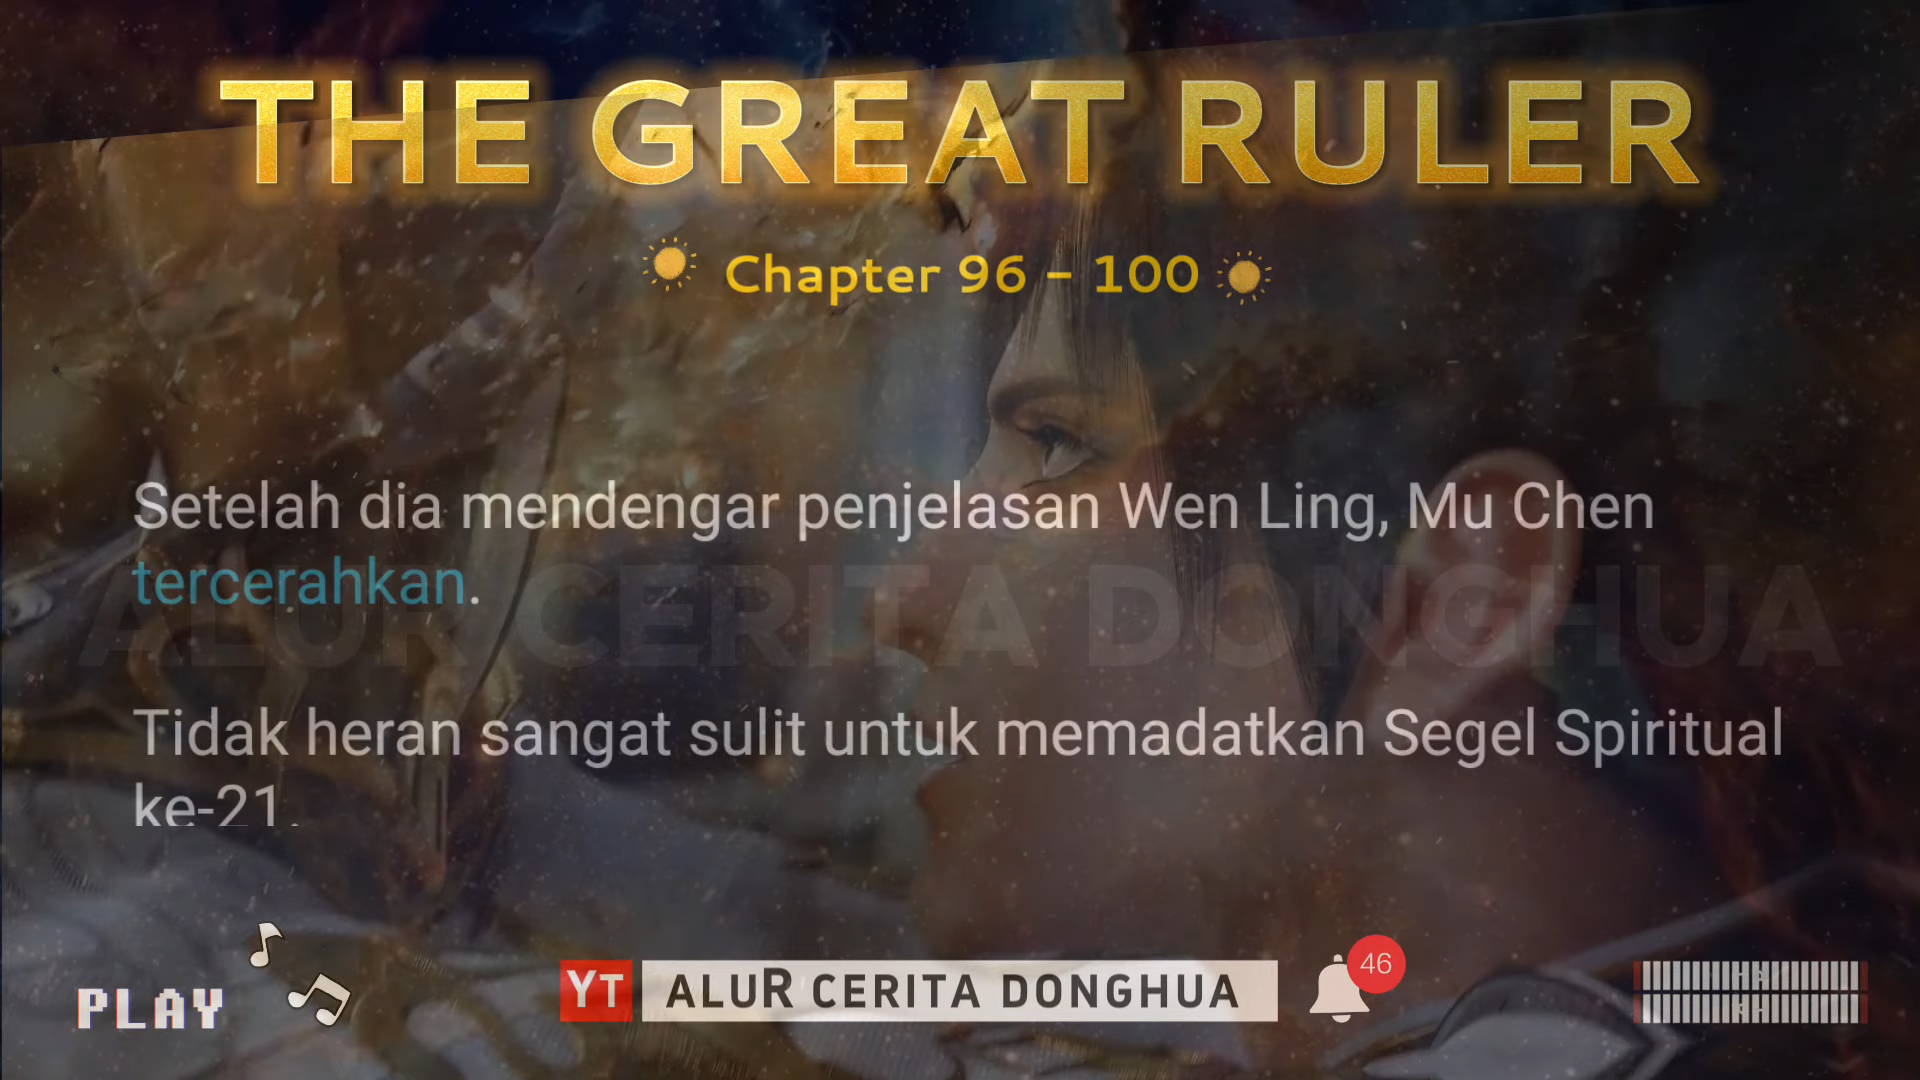 THE GREAT RULER
Chapter 96 - 100
Setelah dia mendengar penjelasan Wen Ling, Mu Chen
tercerahkan.
ALUR CERITA DONGHUA
Tidak heran sangat sulit untuk memadatkan Segel Spiritual
ke-21.
PLAY
YT ALUR CERITA DONGHUA
46